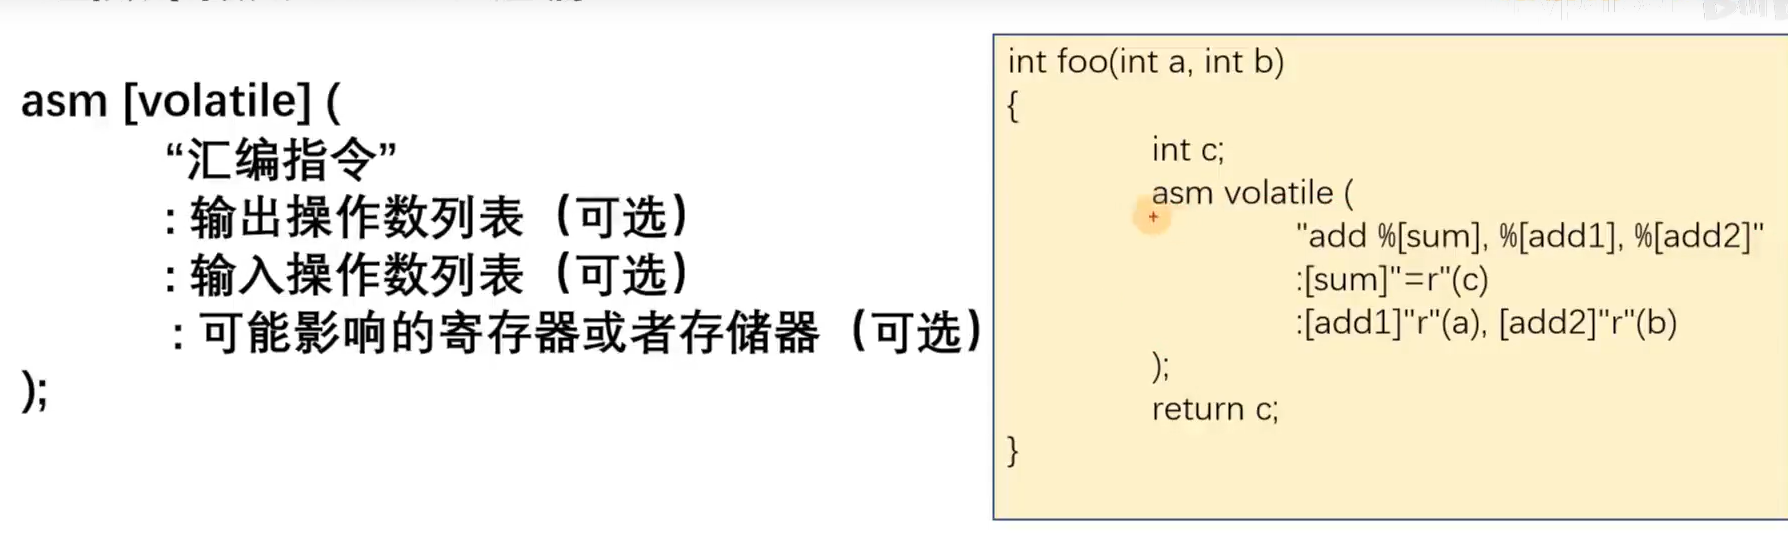 asm [volatile] (
“汇编指令”
: 输出操作数列表（可选）
: 输入操作数列表（可选）
: 可能影响的寄存器或者存储器（可选）
);
int foo(int a, int b)
{
int c;
asm volatile (
"add %[sum], %[add1], %[add2]"
:[sum]"=r"(c)
:[add1]"r"(a), [add2]"r"(b)
);
return c;
}